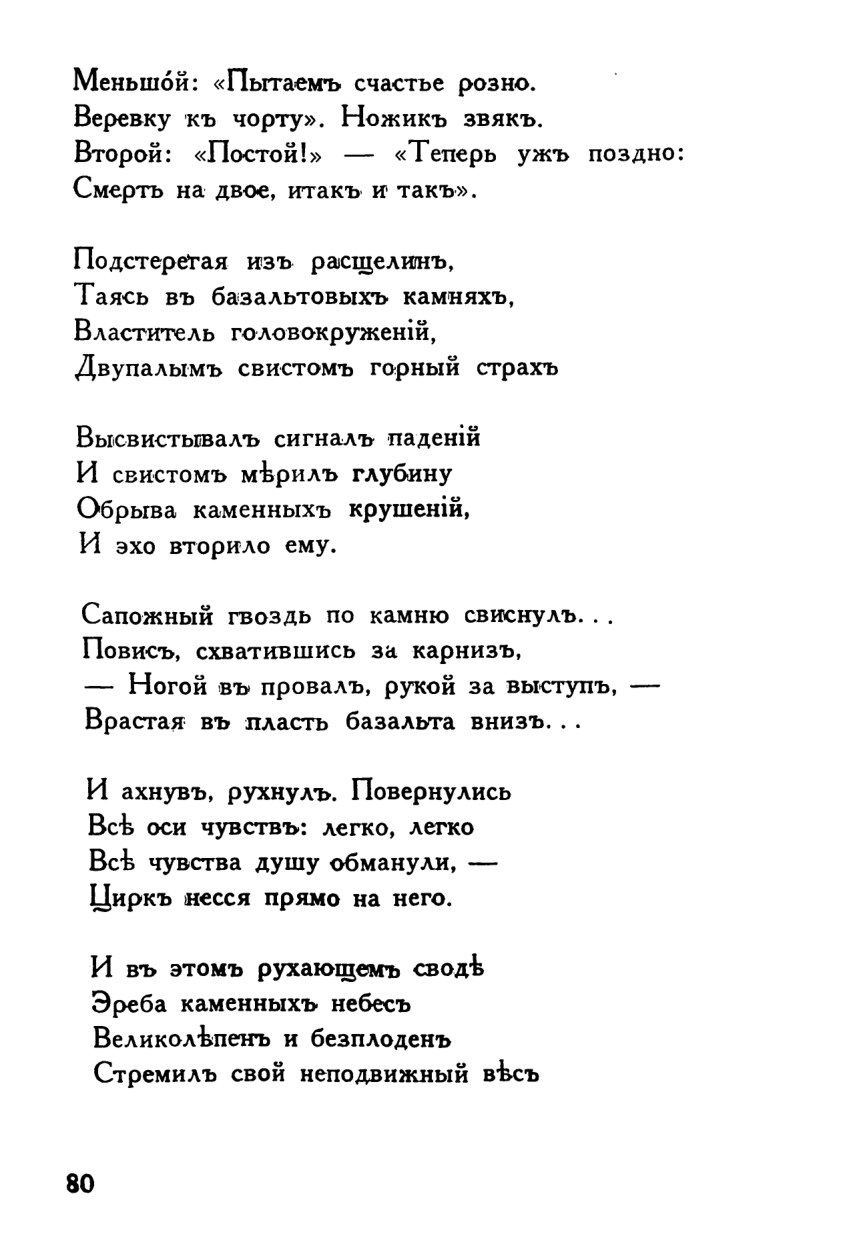 Меньшо́й: «Пытаемъ счастье розно.
Веревку къ чорту». Ножикъ звякъ.
Второй: «Постой!» — «Теперь ужъ поздно:
Смерть на двое, итакъ и такъ».

Подстерегая изъ расщелинъ,
Таясь въ базальтовыхъ камняхъ,
Властитель головокруженій,
Двупалымъ свистомъ горный страхъ

Высвистывалъ сигналъ паденій
И свистомъ мѣрилъ глубину
Обрыва каменныхъ крушеній,
И эхо вторило ему.

Сапожный гвоздь по камню свиснулъ...
Повисъ, схватившись за карнизъ,
— Ногой въ провалъ, рукой за выступъ, —
Врастая въ пласть базальта внизъ...

И ахнувъ, рухнулъ. Повернулись
Всѣ оси чувствъ: легко, легко
Всѣ чувства душу обманули, —
Циркъ несся прямо на него.

И въ этомъ рухающемъ сводѣ
Эреба каменныхъ небесъ
Великолѣпенъ и безплоденъ
Стремилъ свой неподвижный вѣсъ

80